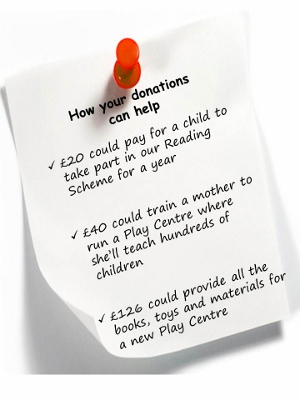 How your donations
can help
✓ £20 could pay for a child to
take part in our Reading
Scheme for a year
✓ £40 could train a mother to
run a Play Centre where
she'll teach hundreds of
children
✓ £126 could provide all the
books, toys and materials for
a new Play Centre